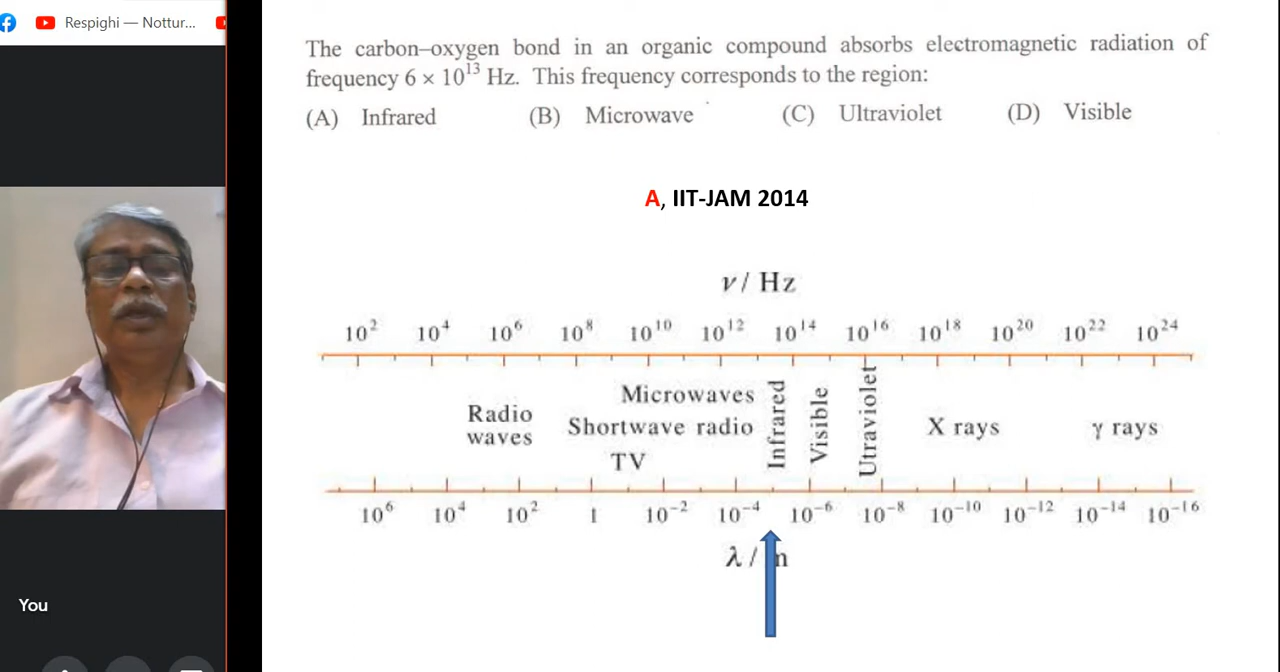 Respighi — Nottur...
The carbon–oxygen bond in an organic compound absorbs electromagnetic radiation of
frequency 6 × 10¹³ Hz. This frequency corresponds to the region:
(A) Infrared (B) Microwave (C) Ultraviolet (D) Visible
A, IIT-JAM 2014
ν / Hz
10² 10⁴ 10⁶ 10⁸ 10¹⁰ 10¹² 10¹⁴ 10¹⁶ 10¹⁸ 10²⁰ 10²² 10²⁴
Radio
waves
Microwaves
Shortwave radio
TV
Infrared
Visible
Utraviolet
X rays
γ rays
10⁶ 10⁴ 10² 1 10⁻² 10⁻⁴ 10⁻⁶ 10⁻⁸ 10⁻¹⁰ 10⁻¹² 10⁻¹⁴ 10⁻¹⁶
λ / m
You